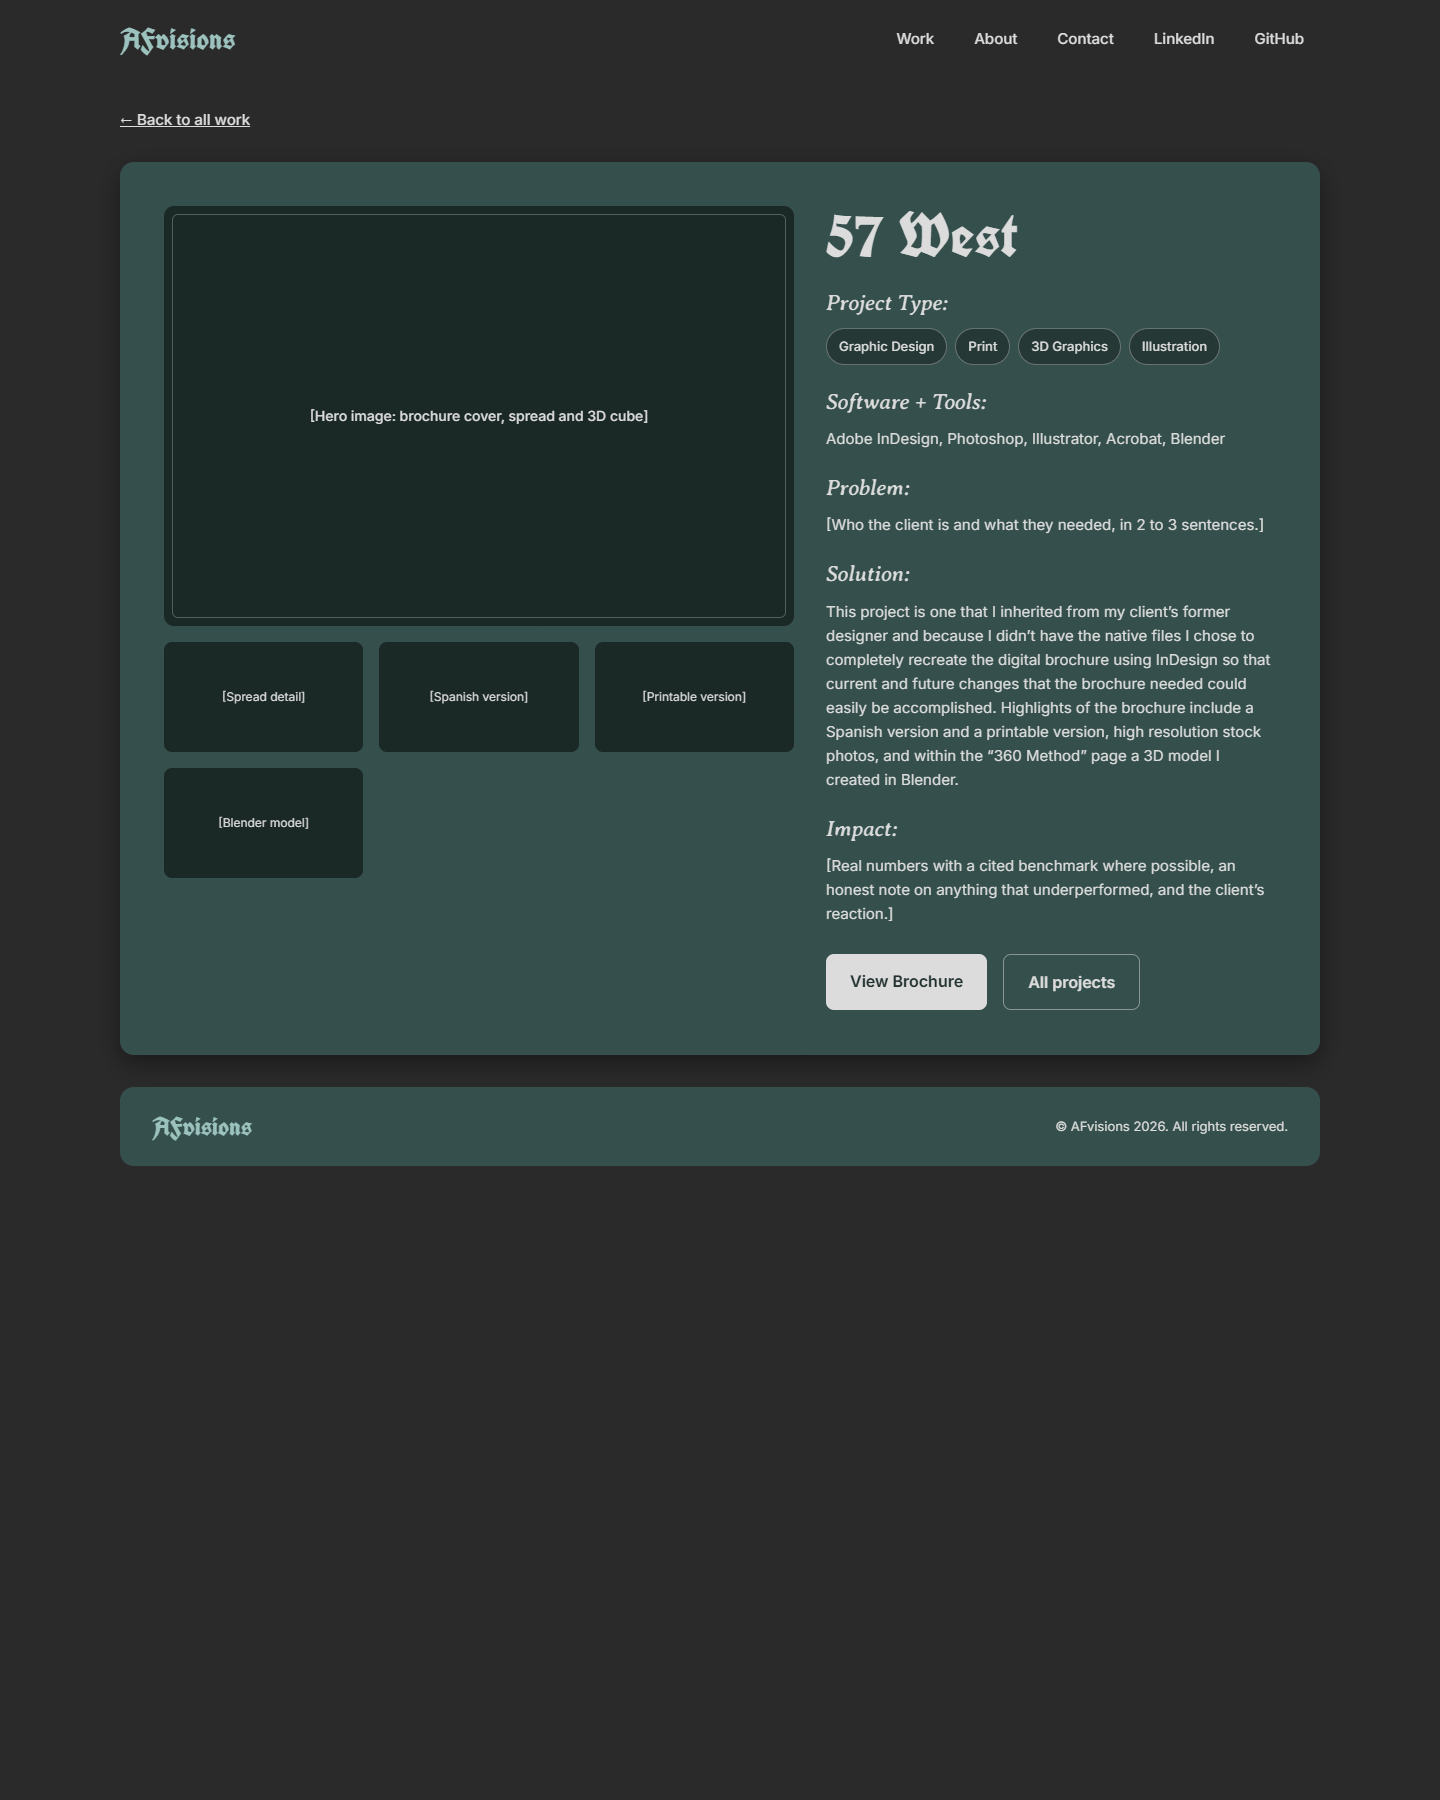 AFvisions
Work About Contact LinkedIn GitHub
← Back to all work
[Hero image: brochure cover, spread and 3D cube]
[Spread detail]
[Spanish version]
[Printable version]
[Blender model]
57 West
Project Type:
Graphic Design Print 3D Graphics Illustration
Software + Tools:
Adobe InDesign, Photoshop, Illustrator, Acrobat, Blender
Problem:
[Who the client is and what they needed, in 2 to 3 sentences.]
Solution:
This project is one that I inherited from my client’s former
designer and because I didn’t have the native files I chose to
completely recreate the digital brochure using InDesign so that
current and future changes that the brochure needed could
easily be accomplished. Highlights of the brochure include a
Spanish version and a printable version, high resolution stock
photos, and within the “360 Method” page a 3D model I
created in Blender.
Impact:
[Real numbers with a cited benchmark where possible, an
honest note on anything that underperformed, and the client’s
reaction.]
View Brochure All projects
AFvisions
© AFvisions 2026. All rights reserved.